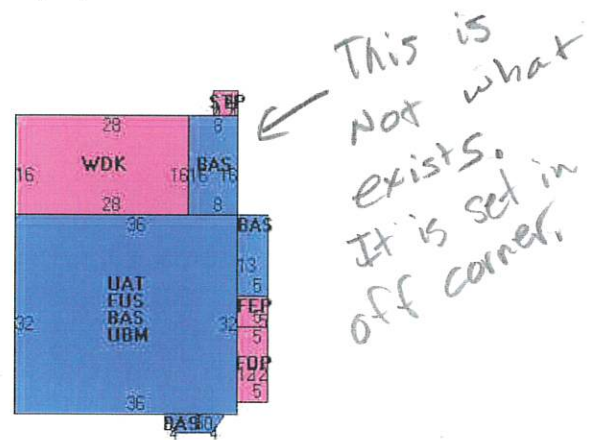 This is
Not what
exists.
It is set in
off corner.
28 8
WDK BAS
16 16 16 16
28 8
36 BAS
13
5
UAT
FUS
BAS
UBM
32 32
FEP
5
5
FOP
5
36
BAS
4 4